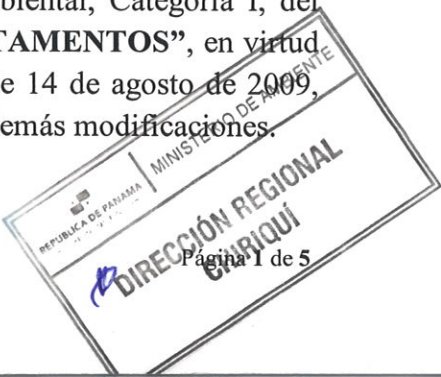 biental, Categoría I, del
TAMENTOS”, en virtud
e 14 de agosto de 2009,
emás modificaciones.
REPÚBLICA DE PANAMÁ
MINISTERIO DE AMBIENTE
DIRECCIÓN REGIONAL
CHIRIQUÍ
Página 1 de 5